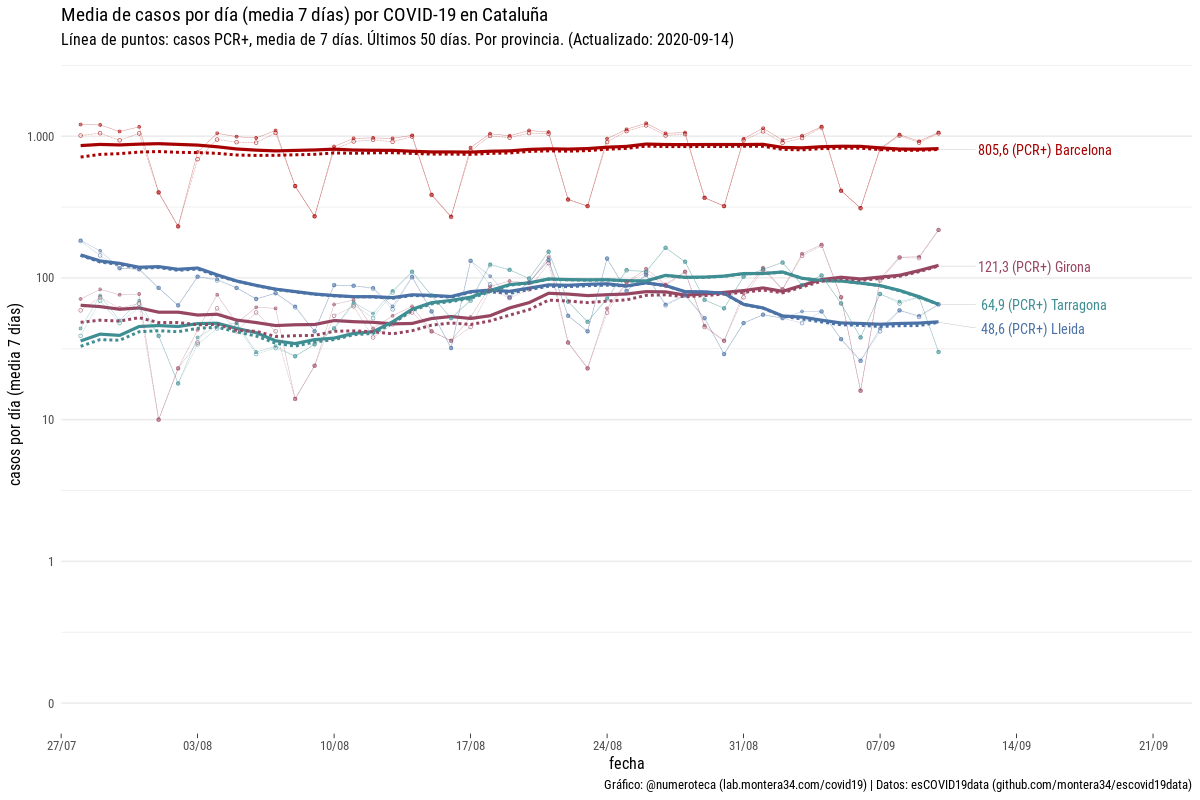 Media de casos por día (media 7 días) por COVID-19 en Cataluña
Línea de puntos: casos PCR+, media de 7 días. Últimos 50 días. Por provincia. (Actualizado: 2020-09-14)
casos por día (media 7 días)
1.000
100
10
1
0
805,6 (PCR+) Barcelona
121,3 (PCR+) Girona
64,9 (PCR+) Tarragona
48,6 (PCR+) Lleida
27/07 03/08 10/08 17/08 24/08 31/08 07/09 14/09 21/09
fecha
Gráfico: @numeroteca (lab.montera34.com/covid19) | Datos: esCOVID19data (github.com/montera34/escovid19data)